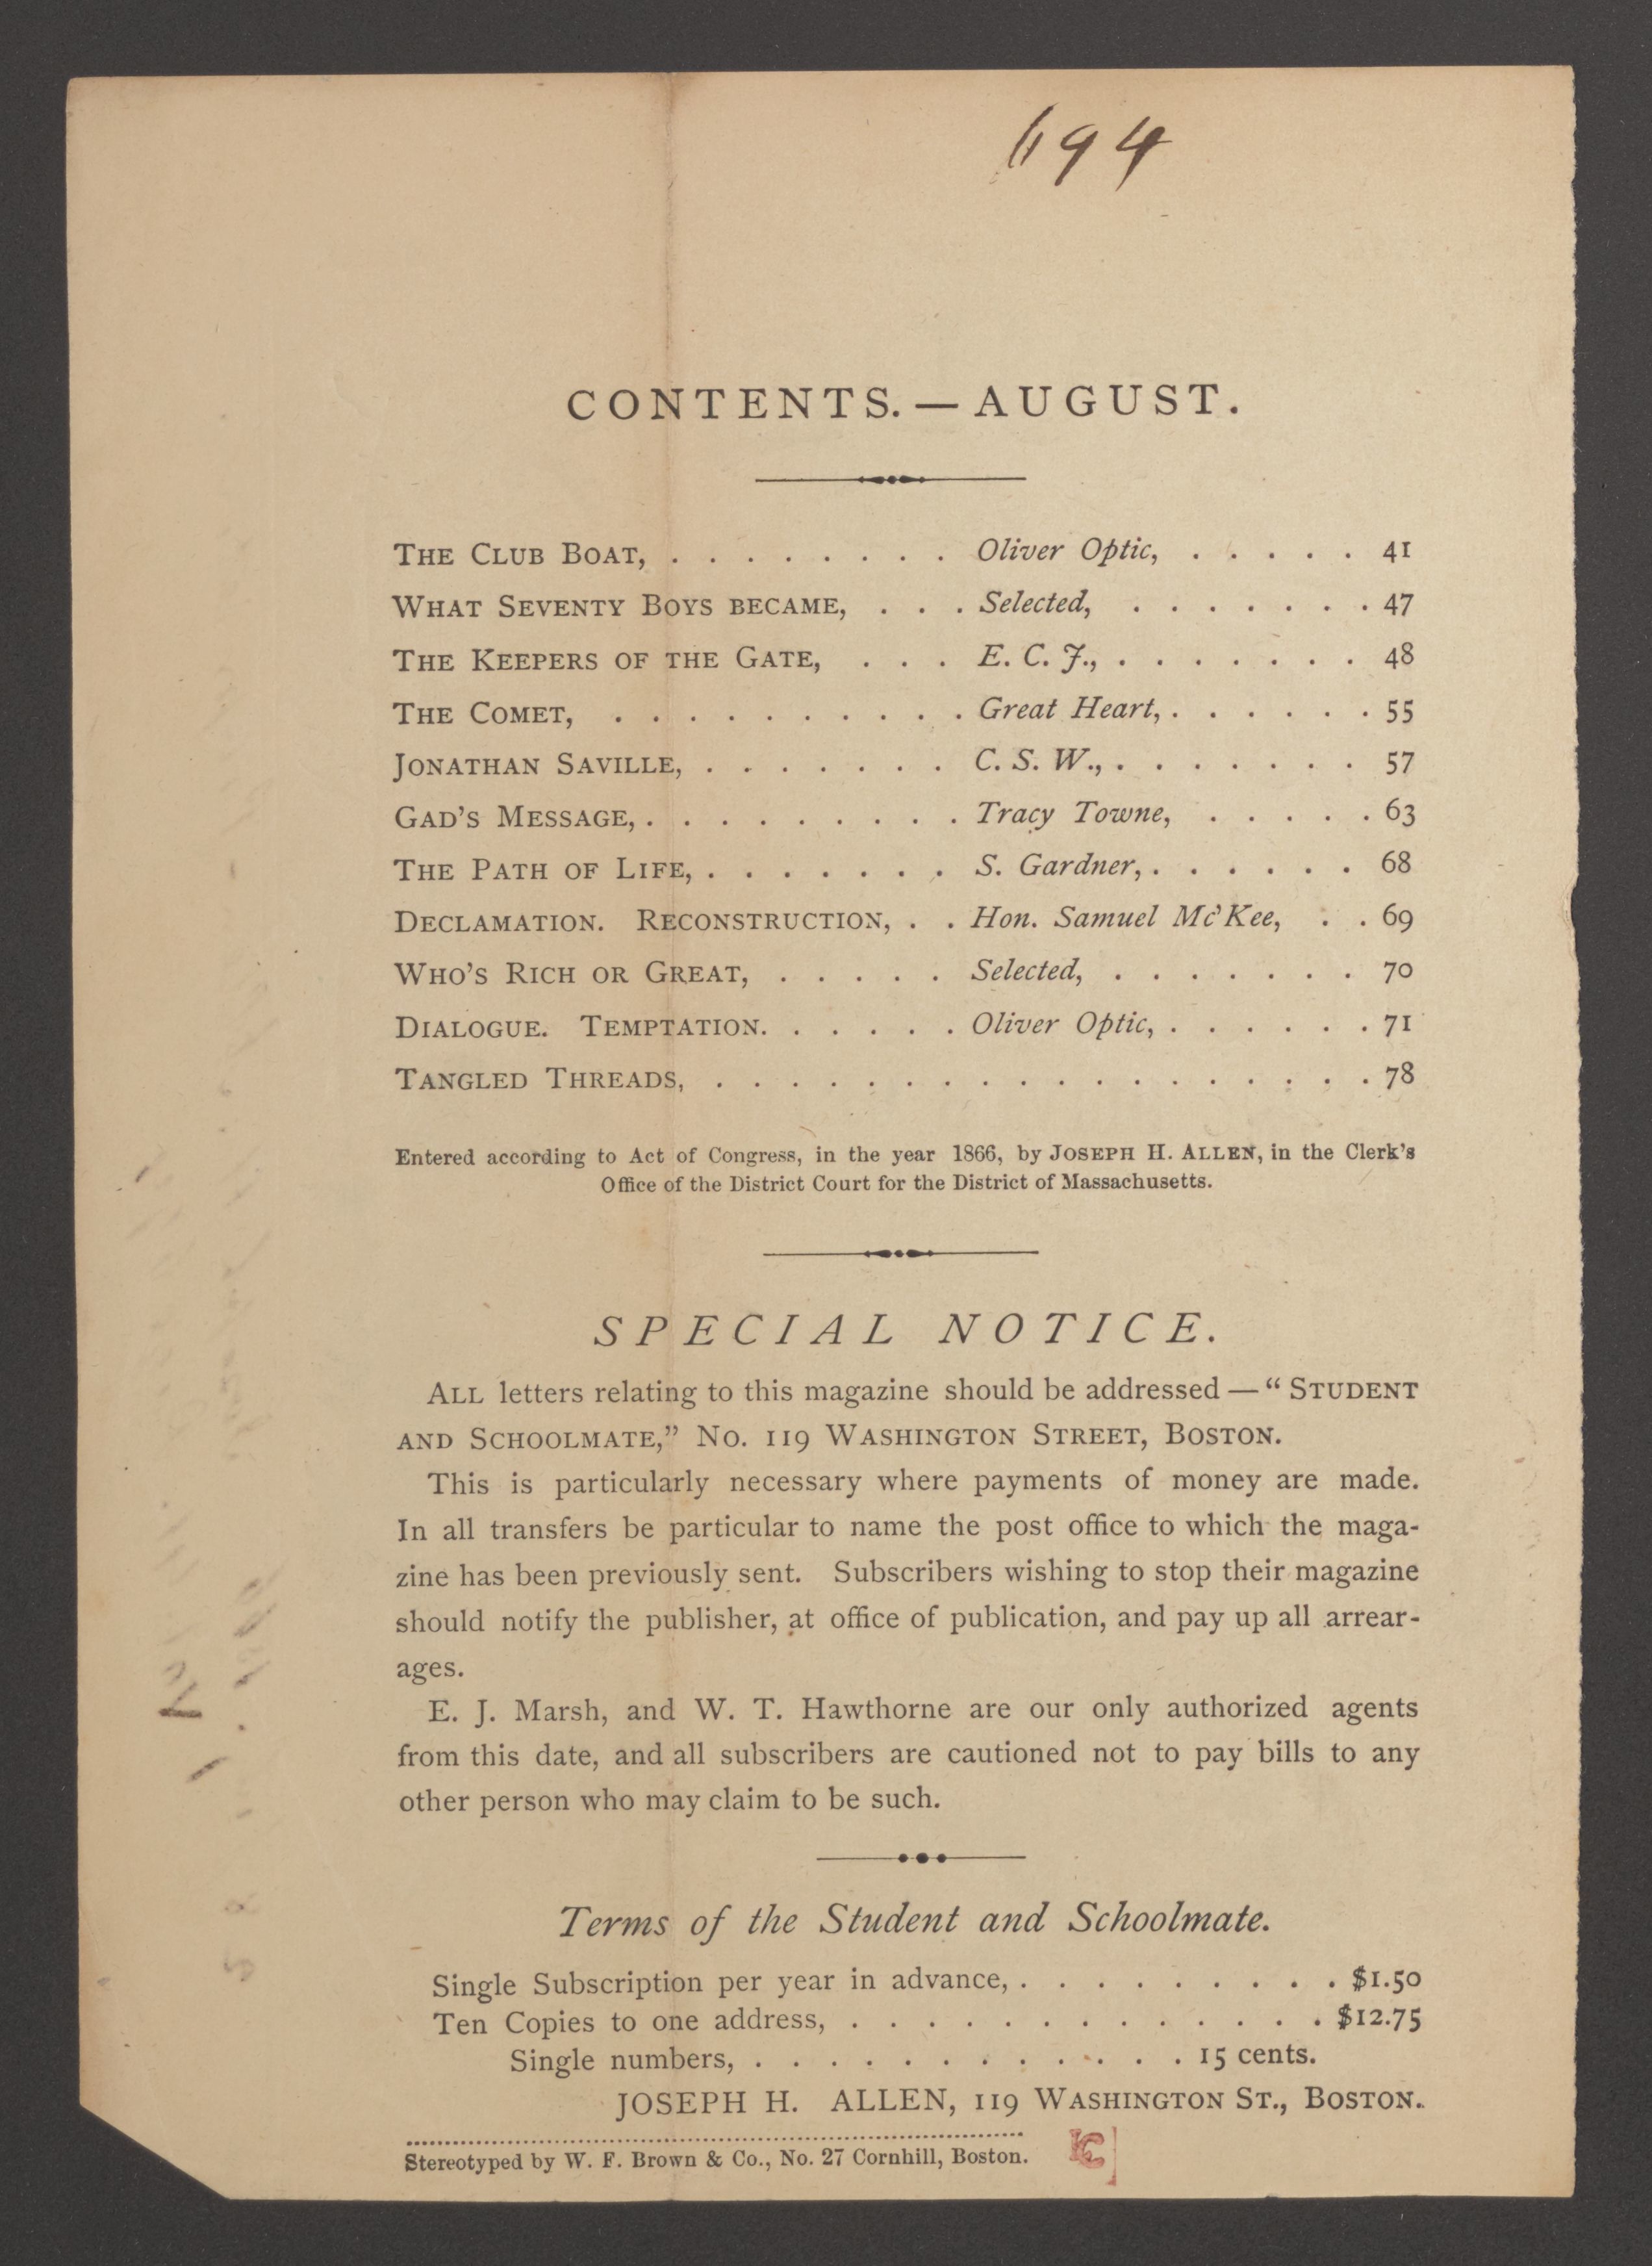 694
CONTENTS. — AUGUST.
THE CLUB BOAT, . . . . . . . . Oliver Optic, . . . . . 41
WHAT SEVENTY BOYS BECAME, . . . Selected, . . . . . . . 47
THE KEEPERS OF THE GATE, . . . E. C. J., . . . . . . . 48
THE COMET, . . . . . . . . . . Great Heart, . . . . . . 55
JONATHAN SAVILLE, . . . . . . . C. S. W., . . . . . . . 57
GAD'S MESSAGE, . . . . . . . . . Tracy Towne, . . . . . 63
THE PATH OF LIFE, . . . . . . . S. Gardner, . . . . . . 68
DECLAMATION. RECONSTRUCTION, . . Hon. Samuel Mc'Kee, . . 69
WHO'S RICH OR GREAT, . . . . . Selected, . . . . . . . 70
DIALOGUE. TEMPTATION. . . . . . Oliver Optic, . . . . . . 71
TANGLED THREADS, . . . . . . . . . . . . . . . . . . 78
Entered according to Act of Congress, in the year 1866, by JOSEPH H. ALLEN, in the Clerk's
Office of the District Court for the District of Massachusetts.
SPECIAL NOTICE.
ALL letters relating to this magazine should be addressed — “ STUDENT
AND SCHOOLMATE,” NO. 119 WASHINGTON STREET, BOSTON.
This is particularly necessary where payments of money are made.
In all transfers be particular to name the post office to which the maga-
zine has been previously sent. Subscribers wishing to stop their magazine
should notify the publisher, at office of publication, and pay up all arrear-
ages.
E. J. Marsh, and W. T. Hawthorne are our only authorized agents
from this date, and all subscribers are cautioned not to pay bills to any
other person who may claim to be such.
Terms of the Student and Schoolmate.
Single Subscription per year in advance, . . . . . . . . . $1.50
Ten Copies to one address, . . . . . . . . . . . . . $12.75
Single numbers, . . . . . . . . . . . . 15 cents.
JOSEPH H. ALLEN, 119 WASHINGTON ST., BOSTON.
Stereotyped by W. F. Brown & Co., No. 27 Cornhill, Boston.